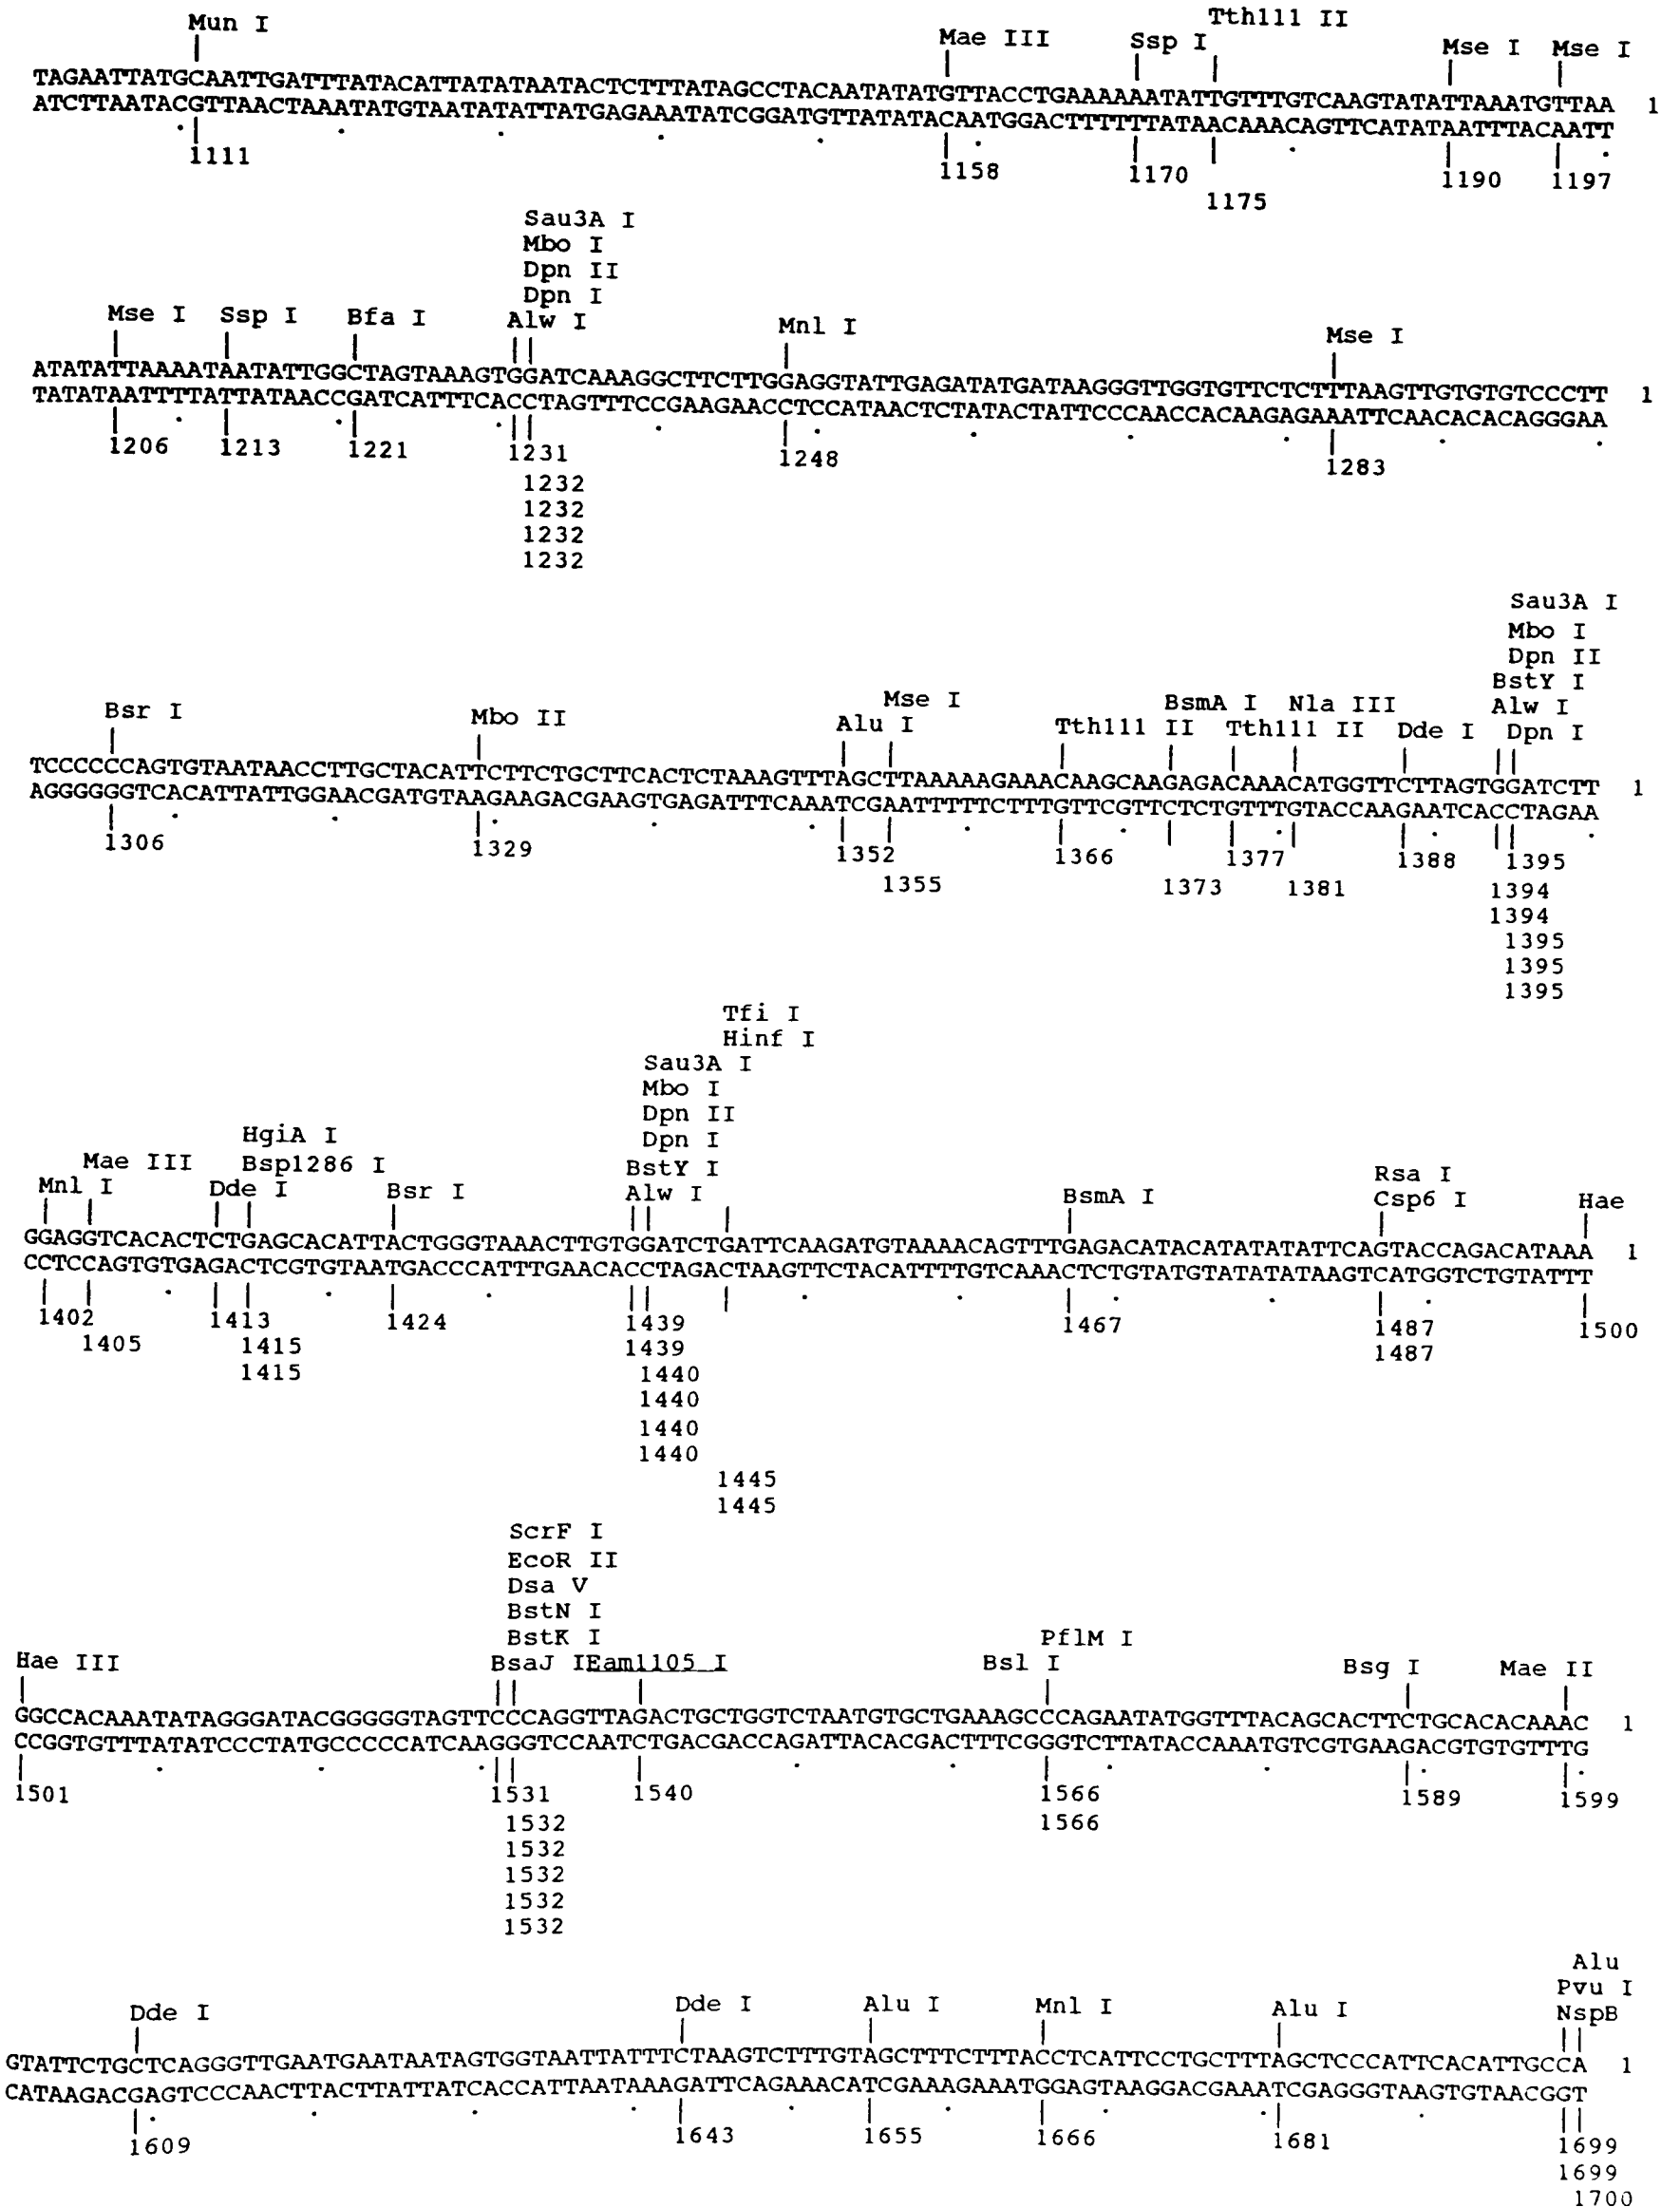 Tth111 II
Mun I
Mae III Ssp I Mse I Mse I
TAGAATTATGCAATTGATTTATACATTATATAATACTCTTTATAGCCTACAATATATGTTACCTGAAAAAATATTGTTTGTCAAGTATATTAAATGTTAA 1
ATCTTAATACGTTAACTAAATATGTAATATATTATGAGAAATATCGGATGTTATATACAATGGACTTTTTTATAACAAACAGTTCATATAATTTACAATT
1111 1158 1170 1190 1197
1175
Sau3A I
Mbo I
Dpn II
Dpn I
Mse I Ssp I Bfa I Alw I Mnl I Mse I
ATATATTAAAATAATATTGGCTAGTAAAGTGGATCAAAGGCTTCTTGGAGGTATTGAGATATGATAAGGGTTGGTGTTCTCTTTAAGTTGTGTGTCCCTT 1
TATATAATTTTATTATAACCGATCATTTCACCTAGTTTCCGAAGAACCTCCATAACTCTATACTATTCCCAACCACAAGAGAAATTCAACACACAGGGAA
1206 1213 1221 1231 1248 1283
1232
1232
1232
1232
Sau3A I
Mbo I
Dpn II
Mse I BsmA I Nla III BstY I
Bsr I Mbo II Alu I Tth111 II Tth111 II Dde I Alw I
Dpn I
TCCCCCCAGTGTAATAACCTTGCTACATTCTTCTGCTTCACTCTAAAGTTTAGCTTAAAAAGAAACAAGCAAGAGACAAACATGGTTCTTAGTGGATCTT 1
AGGGGGGTCACATTATTGGAACGATGTAAGAAGACGAAGTGAGATTTCAAATCGAATTTTTCTTTGTTCGTTCTCTGTTTGTACCAAGAATCACCTAGAA
1306 1329 1352 1366 1377 1388 1395
1355 1373 1381 1394
1394
1395
1395
1395
Tfi I
Hinf I
Sau3A I
Mbo I
Dpn II
HgiA I Dpn I
Mae III Bsp1286 I BstY I Rsa I
Mnl I Dde I Bsr I Alw I BsmA I Csp6 I Hae
GGAGGTCACACTCTGAGCACATTACTGGGTAAACTTGTGGATCTGATTCAAGATGTAAAACAGTTTGAGACATACATATATATTCAGTACCAGACATAAA 1
CCTCCAGTGTGAGACTCGTGTAATGACCCATTTGAACACCTAGACTAAGTTCTACATTTTGTCAAACTCTGTATGTATATATAAGTCATGGTCTGTATTT
1402 1413 1424 1439 1467 1487 1500
1405 1415 1439 1487
1415 1440
1440
1440
1440
1445
1445
ScrF I
EcoR II
Dsa V
BstN I
BstK I PflM I
Hae III BsaJ I Eam1105 I Bsl I Bsg I Mae II
GGCCACAAATATAGGGATACGGGGGTAGTTCCCCAGGTTAGACTGCTGGTCTAATGTGCTGAAAGCCCAGAATATGGTTTACAGCACTTCTGCACACAAAC 1
CCGGTGTTTATATCCCTATGCCCCCATCAAGGGGTCCAATCTGACGACCAGATTACACGACTTTCGGGTCTTATACCAAATGTCGTGAAGACGTGTGTTTG
1501 1531 1540 1566 1589 1599
1532 1566
1532
1532
1532
1532
Alu
Pvu I
Dde I Dde I Alu I Mnl I Alu I NspB
GTATTCTGCTCAGGGTTGAATGAATAATAGTGGTAATTATTTCTAAGTCTTTGTAGCTTTCTTTACCTCATTCCTGCTTTAGCTCCCATTCACATTGCCA 1
CATAAGACGAGTCCCAACTTACTTATTATCACCATTAATAAAGATTCAGAAACATCGAAAGAAATGGAGTAAGGACGAAATCGAGGGTAAGTGTAACGGT
1609 1643 1655 1666 1681 1699
1699
1700